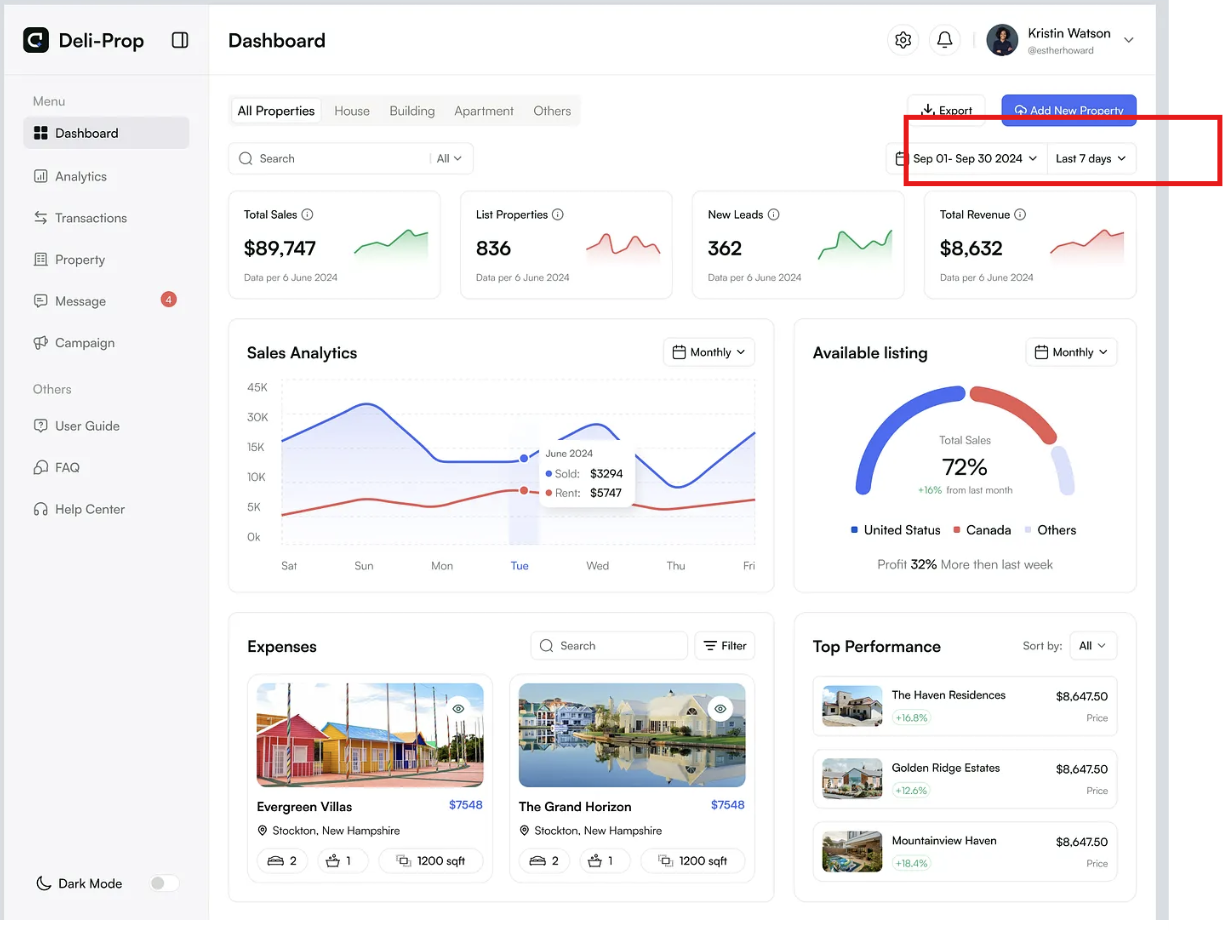 Deli-Prop
Dashboard
Kristin Watson
@estherhoward
Menu
Dashboard
Analytics
Transactions
Property
Message 4
Campaign
Others
User Guide
FAQ
Help Center
Dark Mode
All Properties House Building Apartment Others
Export
Add New Property
Search All
Sep 01- Sep 30 2024 Last 7 days
Total Sales
$89,747
Data per 6 June 2024
List Properties
836
Data per 6 June 2024
New Leads
362
Data per 6 June 2024
Total Revenue
$8,632
Data per 6 June 2024
Sales Analytics Monthly
45K
30K
15K
10K
5K
0k
June 2024
Sold: $3294
Rent: $5747
Sat Sun Mon Tue Wed Thu Fri
Available listing Monthly
Total Sales
72%
+16% from last month
United Status Canada Others
Profit 32% More then last week
Expenses Search Filter
Evergreen Villas $7548
Stockton, New Hampshire
2 1 1200 sqft
The Grand Horizon $7548
Stockton, New Hampshire
2 1 1200 sqft
Top Performance Sort by: All
The Haven Residences $8,647.50
+16.8% Price
Golden Ridge Estates $8,647.50
+12.6% Price
Mountainview Haven $8,647.50
+18,4% Price